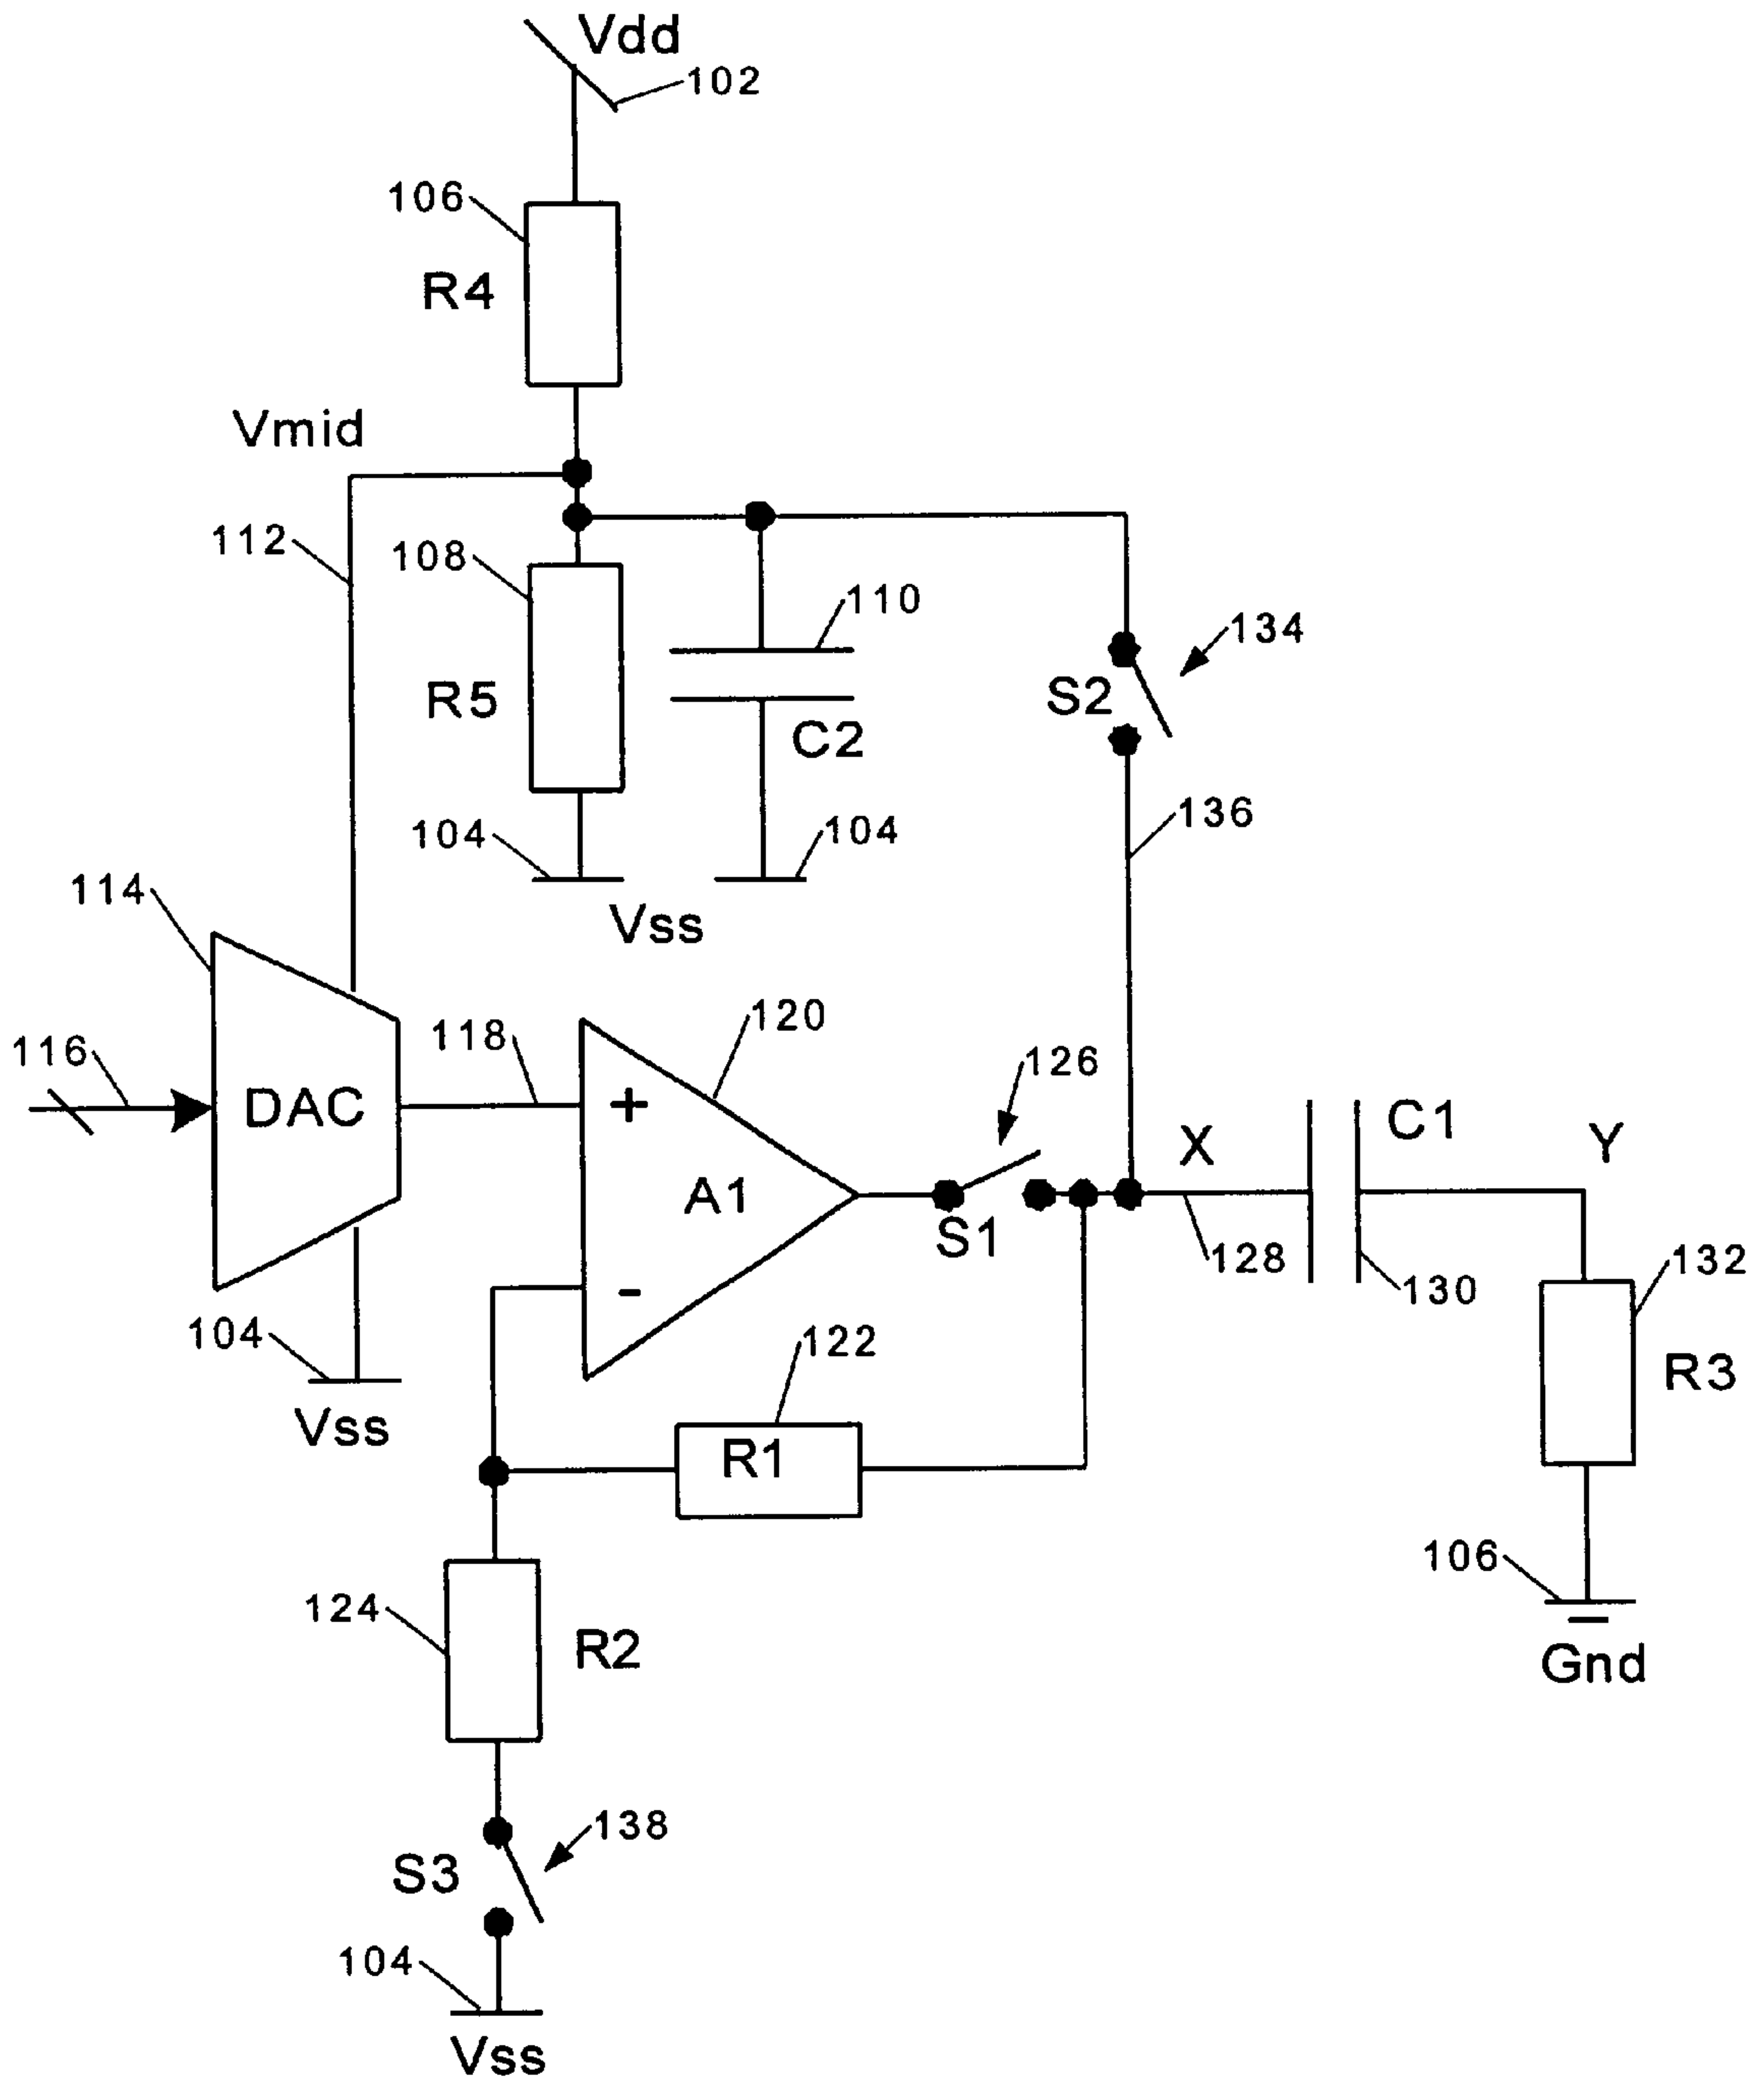 Vdd
102
106
R4
Vmid
112
108
110
134
R5
S2
C2
104
104
136
Vss
114
120
118
116
126
DAC
+
X
C1
Y
A1
S1
128
130
132
-
104
122
R3
Vss
R1
106
124
R2
Gnd
138
S3
104
Vss